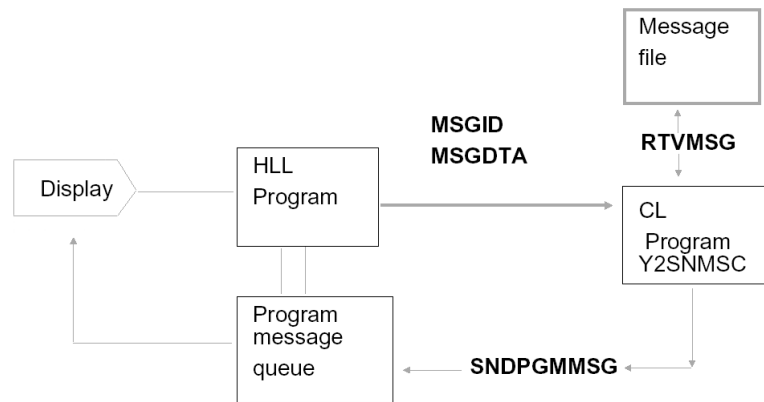 Message
file
MSGID
MSGDTA
RTVMSG
HLL
Program
Display
CL
Program
Y2SNMSC
Program
message
queue
SNDPGMMSG